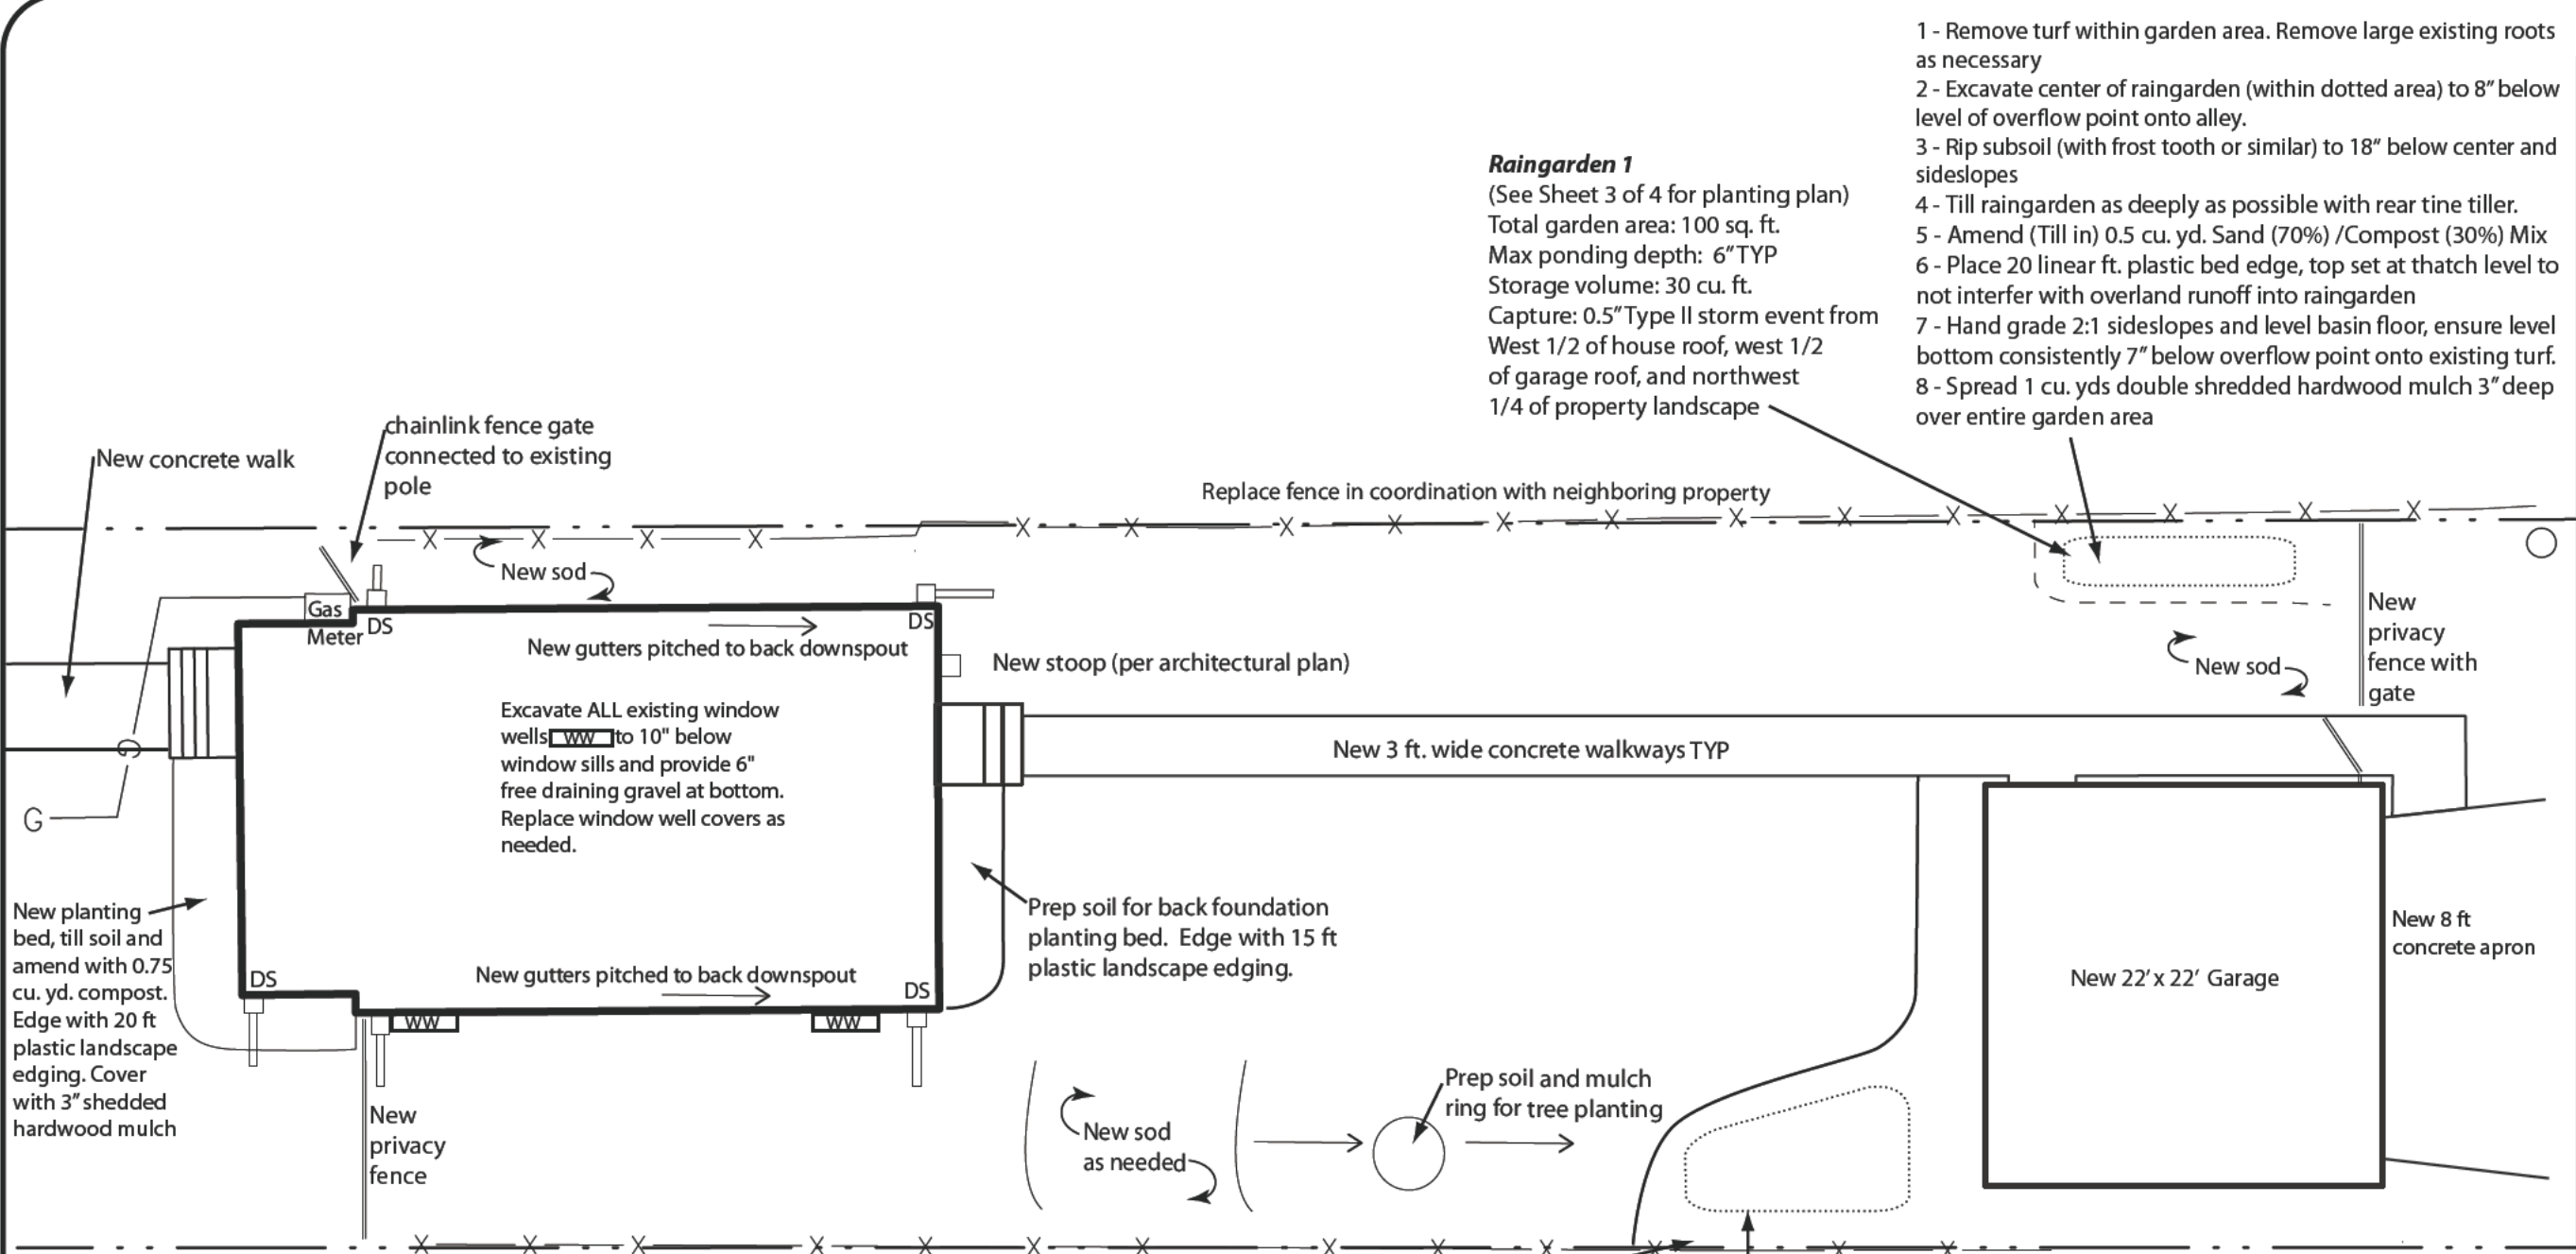 1 - Remove turf within garden area. Remove large existing roots
as necessary
2 - Excavate center of raingarden (within dotted area) to 8" below
level of overflow point onto alley.
3 - Rip subsoil (with frost tooth or similar) to 18" below center and
sideslopes
4 - Till raingarden as deeply as possible with rear tine tiller.
5 - Amend (Till in) 0.5 cu. yd. Sand (70%) /Compost (30%) Mix
6 - Place 20 linear ft. plastic bed edge, top set at thatch level to
not interfer with overland runoff into raingarden
7 - Hand grade 2:1 sideslopes and level basin floor, ensure level
bottom consistently 7" below overflow point onto existing turf.
8 - Spread 1 cu. yds double shredded hardwood mulch 3" deep
over entire garden area
Raingarden 1
(See Sheet 3 of 4 for planting plan)
Total garden area: 100 sq. ft.
Max ponding depth: 6" TYP
Storage volume: 30 cu. ft.
Capture: 0.5" Type II storm event from
West 1/2 of house roof, west 1/2
of garage roof, and northwest
1/4 of property landscape
chainlink fence gate
connected to existing
pole
New concrete walk
Replace fence in coordination with neighboring property
New sod
Gas
Meter
DS
DS
New gutters pitched to back downspout
New stoop (per architectural plan)
New
privacy
fence with
gate
New sod
Excavate ALL existing window
wells WW to 10" below
window sills and provide 6"
free draining gravel at bottom.
Replace window well covers as
needed.
New 3 ft. wide concrete walkways TYP
G
G
New planting
bed, till soil and
amend with 0.75
cu. yd. compost.
Edge with 20 ft
plastic landscape
edging. Cover
with 3" shedded
hardwood mulch
Prep soil for back foundation
planting bed. Edge with 15 ft
plastic landscape edging.
New 8 ft
concrete apron
New 22' x 22' Garage
DS
New gutters pitched to back downspout
DS
WW
WW
New
privacy
fence
New sod
as needed
Prep soil and mulch
ring for tree planting